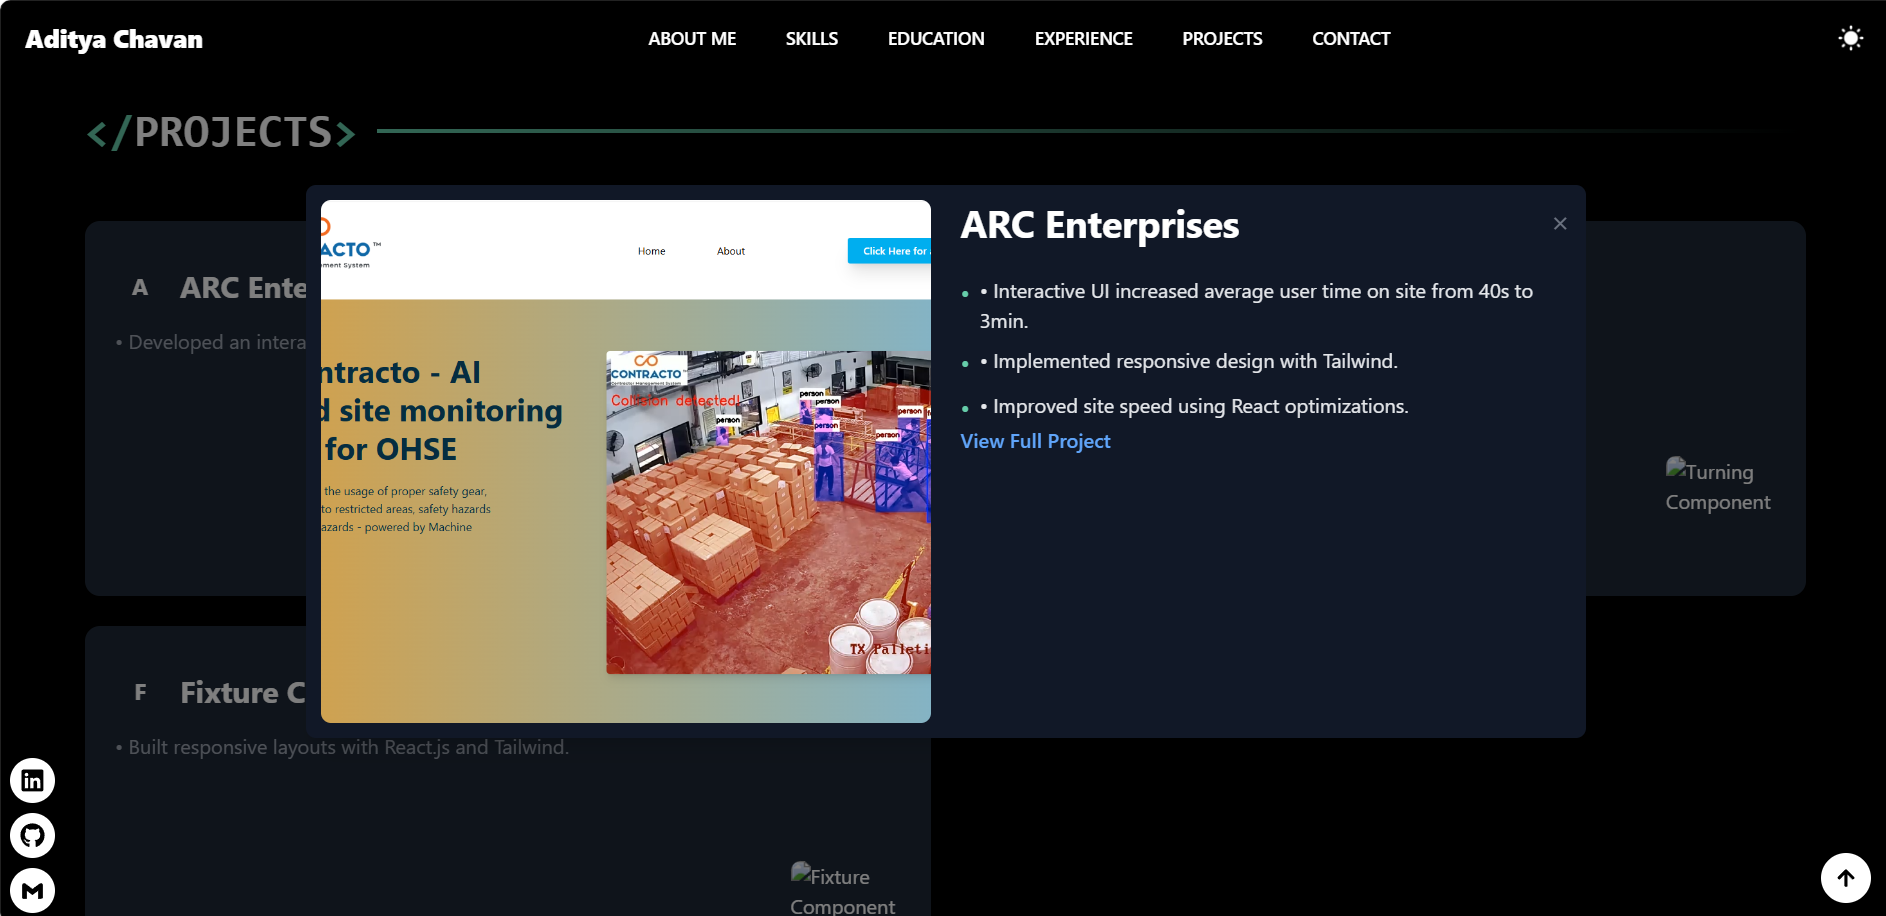 Aditya Chavan
ABOUT ME
SKILLS
EDUCATION
EXPERIENCE
PROJECTS
CONTACT
</PROJECTS>
A
ARC Ente
• Developed an intera
ACTO™
ment System
Home
About
Click Here for
ntracto - AI
d site monitoring
for OHSE
the usage of proper safety gear,
to restricted areas, safety hazards
azards - powered by Machine
CONTRACTO™
Contractor Management System
Collision detected!
person
person
person
person
person
person
TX Palleti
ARC Enterprises
×
• • Interactive UI increased average user time on site from 40s to
3min.
• • Implemented responsive design with Tailwind.
• • Improved site speed using React optimizations.
View Full Project
Turning
Component
F
Fixture C
• Built responsive layouts with React.js and Tailwind.
Fixture
Component